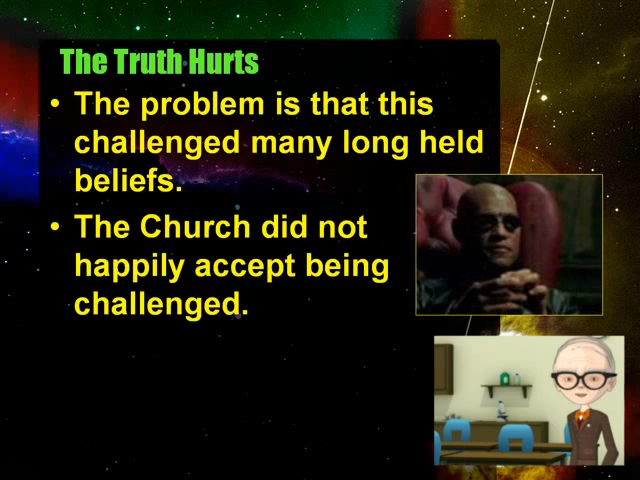 The Truth Hurts
• The problem is that this
challenged many long held
beliefs.
• The Church did not
happily accept being
challenged.